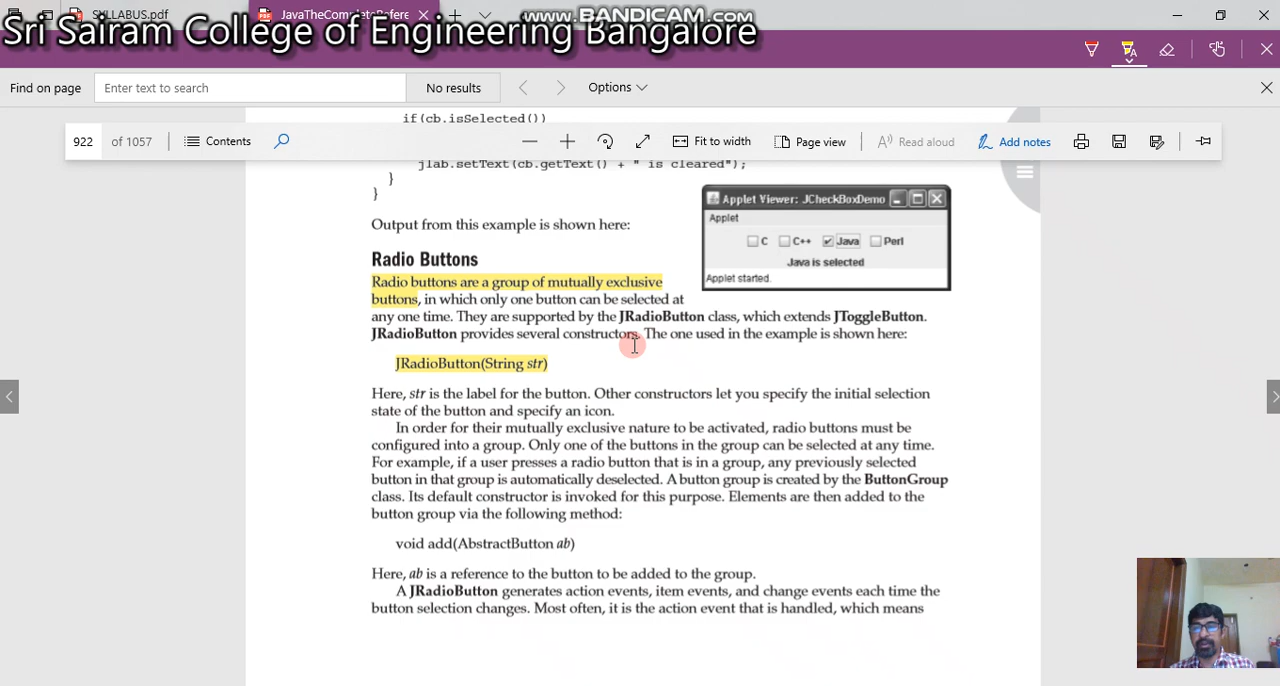 SYLLABUS.pdf
JavaTheCompleteRefere
www.BANDICAM.com
Sri Sairam College of Engineering Bangalore
Find on page
Enter text to search
No results
Options
922 of 1057
Contents
Fit to width
Page view
Read aloud
Add notes
if(cb.isSelected())
jlab.setText(cb.getText() + " is cleared");
}
}
Output from this example is shown here:
Applet Viewer: JCheckBoxDemo
Applet
C
C++
Java
Perl
Java is selected
Applet started.
Radio Buttons
Radio buttons are a group of mutually exclusive
buttons, in which only one button can be selected at
any one time. They are supported by the JRadioButton class, which extends JToggleButton.
JRadioButton provides several constructors. The one used in the example is shown here:
JRadioButton(String str)
Here, str is the label for the button. Other constructors let you specify the initial selection
state of the button and specify an icon.
In order for their mutually exclusive nature to be activated, radio buttons must be
configured into a group. Only one of the buttons in the group can be selected at any time.
For example, if a user presses a radio button that is in a group, any previously selected
button in that group is automatically deselected. A button group is created by the ButtonGroup
class. Its default constructor is invoked for this purpose. Elements are then added to the
button group via the following method:
void add(AbstractButton ab)
Here, ab is a reference to the button to be added to the group.
A JRadioButton generates action events, item events, and change events each time the
button selection changes. Most often, it is the action event that is handled, which means